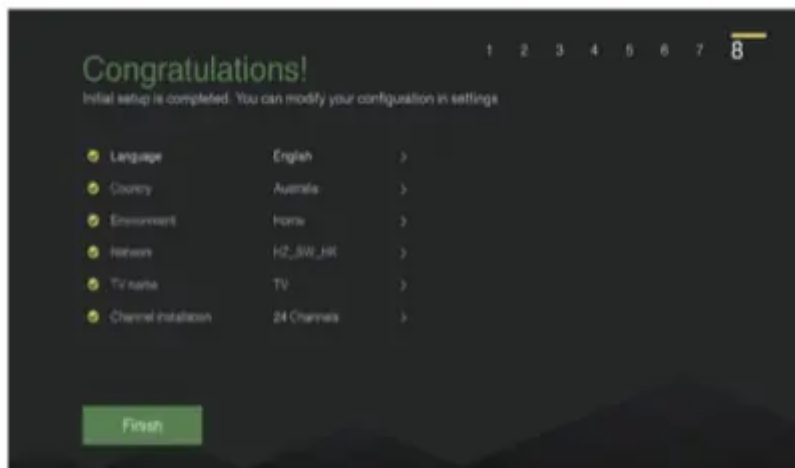 1 2 3 4 5 6 7 8
Congratulations!
Initial setup is completed. You can modify your configuration in settings
Language English >
Country Australia >
Environment Home >
Network HZ_SW_HK >
TV name TV >
Channel installation 24 Channels >
Finish